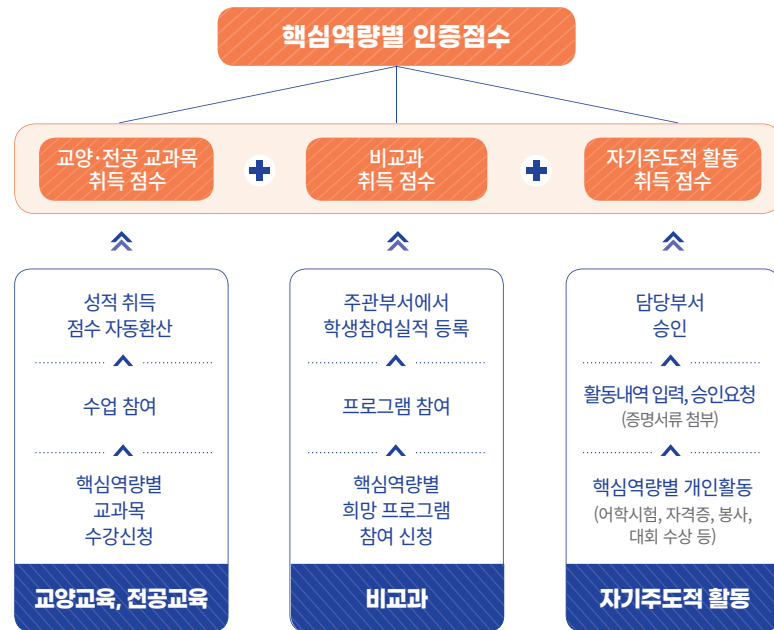 핵심역량별 인증점수
교양·전공 교과목
취득 점수
비교과
취득 점수
자기주도적 활동
취득 점수
성적 취득
점수 자동환산
수업 참여
핵심역량별
교과목
수강신청
교양교육, 전공교육
주관부서에서
학생참여실적 등록
프로그램 참여
핵심역량별
희망 프로그램
참여 신청
비교과
담당부서
승인
활동내역 입력, 승인요청
(증명서류 첨부)
핵심역량별 개인활동
(어학시험, 자격증, 봉사,
대회 수상 등)
자기주도적 활동